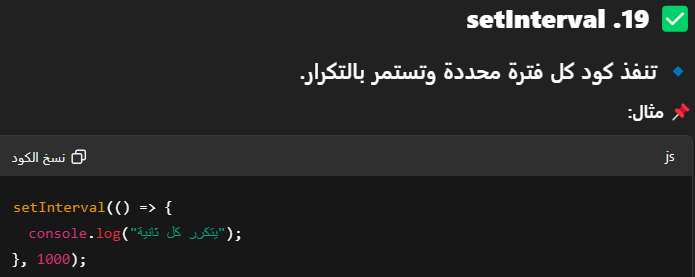 ✅ 19. setInterval
🔹 تنفذ كود كل فترة محددة وتستمر بالتكرار.
📌 مثال:
js
نسخ الكود
setInterval(() => {
  console.log("يتكرر كل ثانية");
}, 1000);